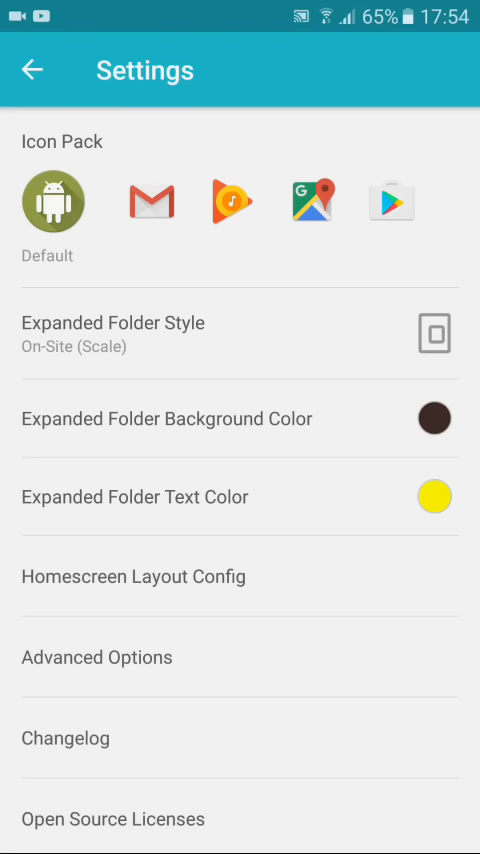 65% 17:54
Settings
Icon Pack
G
Default
Expanded Folder Style
On-Site (Scale)
Expanded Folder Background Color
Expanded Folder Text Color
Homescreen Layout Config
Advanced Options
Changelog
Open Source Licenses